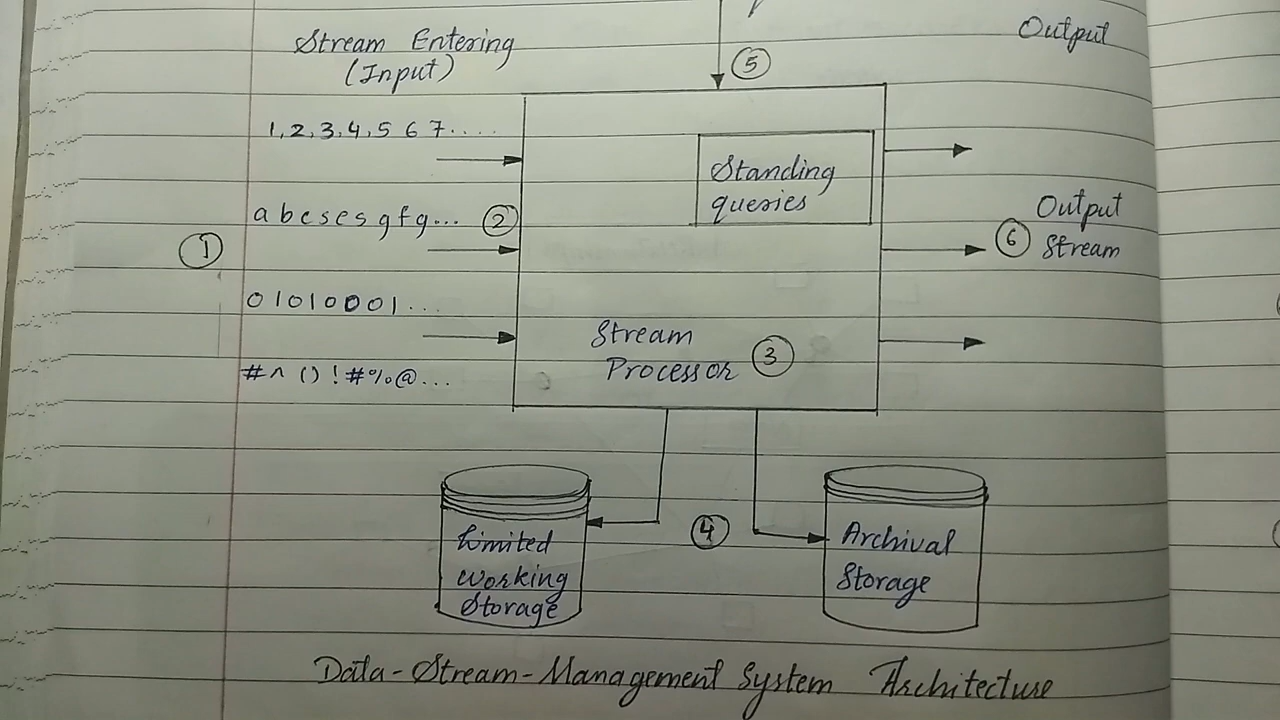 Stream Entering
(Input)
Output
5
1,2,3,4,5 6 7....
Standing
queries
a b c s e s g f g...
2
1
Output
6
Stream
0 1 0 1 0 0 0 1...
Stream
Processor
3
#^ () ! #%@...
4
Limited
Working
Storage
Archival
Storage
Data-Stream-Management System Architecture